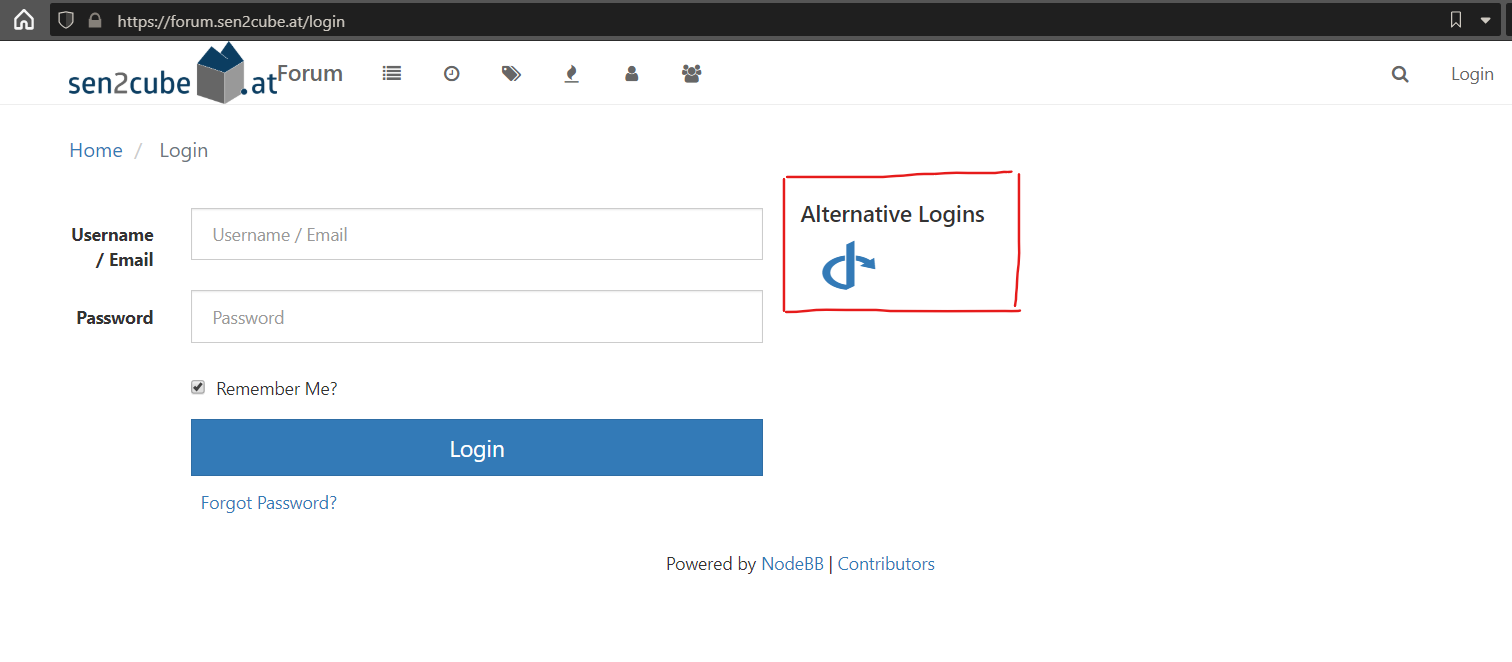 https://forum.sen2cube.at/login
sen2cube.at Forum
Login
Home / Login
Username / Email
Username / Email
Password
Password
Remember Me?
Login
Forgot Password?
Alternative Logins
Powered by NodeBB | Contributors